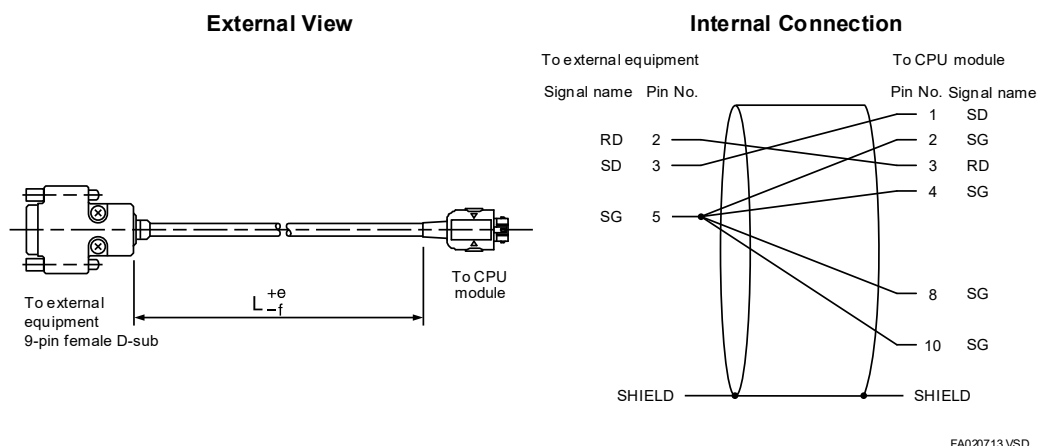 External View
To external
equipment
9-pin female D-sub
L +e -f
To CPU
module
Internal Connection
To external equipment
To CPU module
Signal name Pin No.
Pin No. Signal name
1 SD
RD 2
2 SG
SD 3
3 RD
4 SG
SG 5
8 SG
10 SG
SHIELD
SHIELD
FA020713.VSD